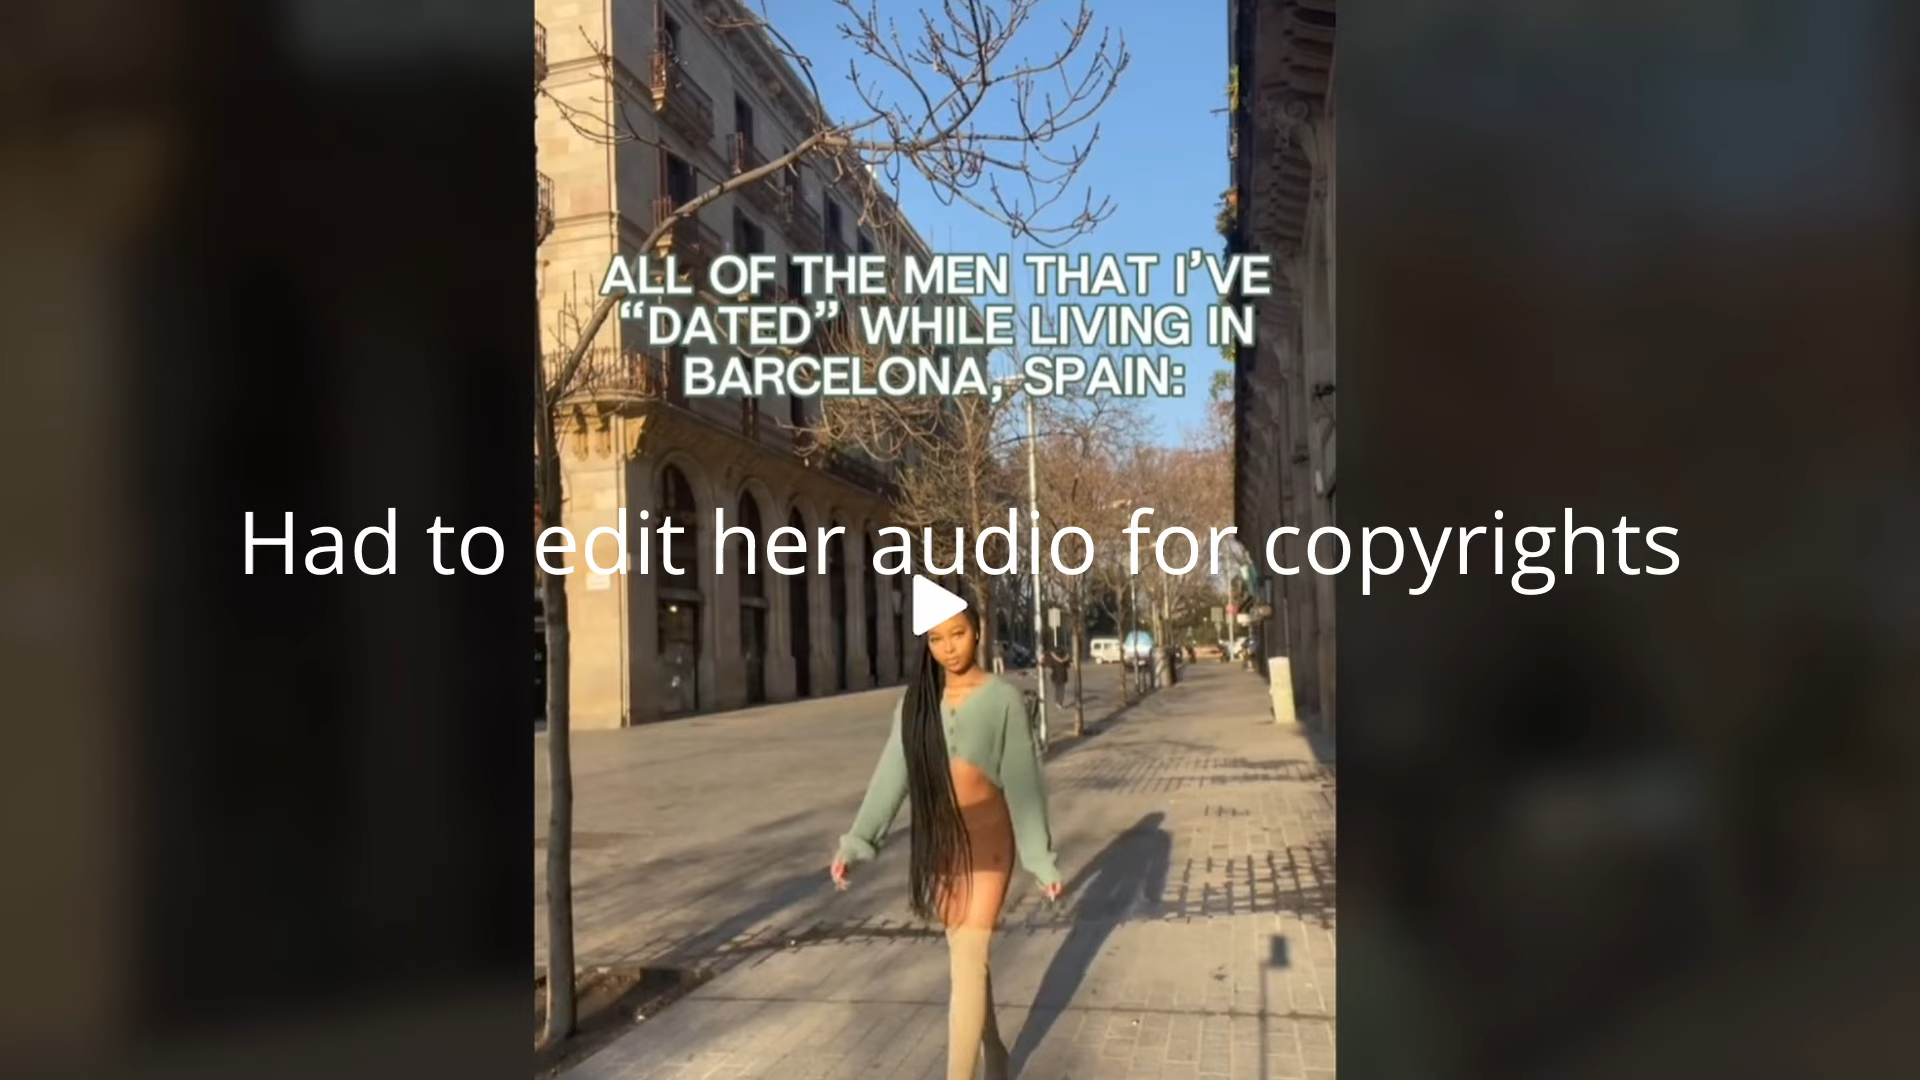 ALL OF THE MEN THAT I’VE
“DATED” WHILE LIVING IN
BARCELONA, SPAIN:
Had to edit her audio for copyrights